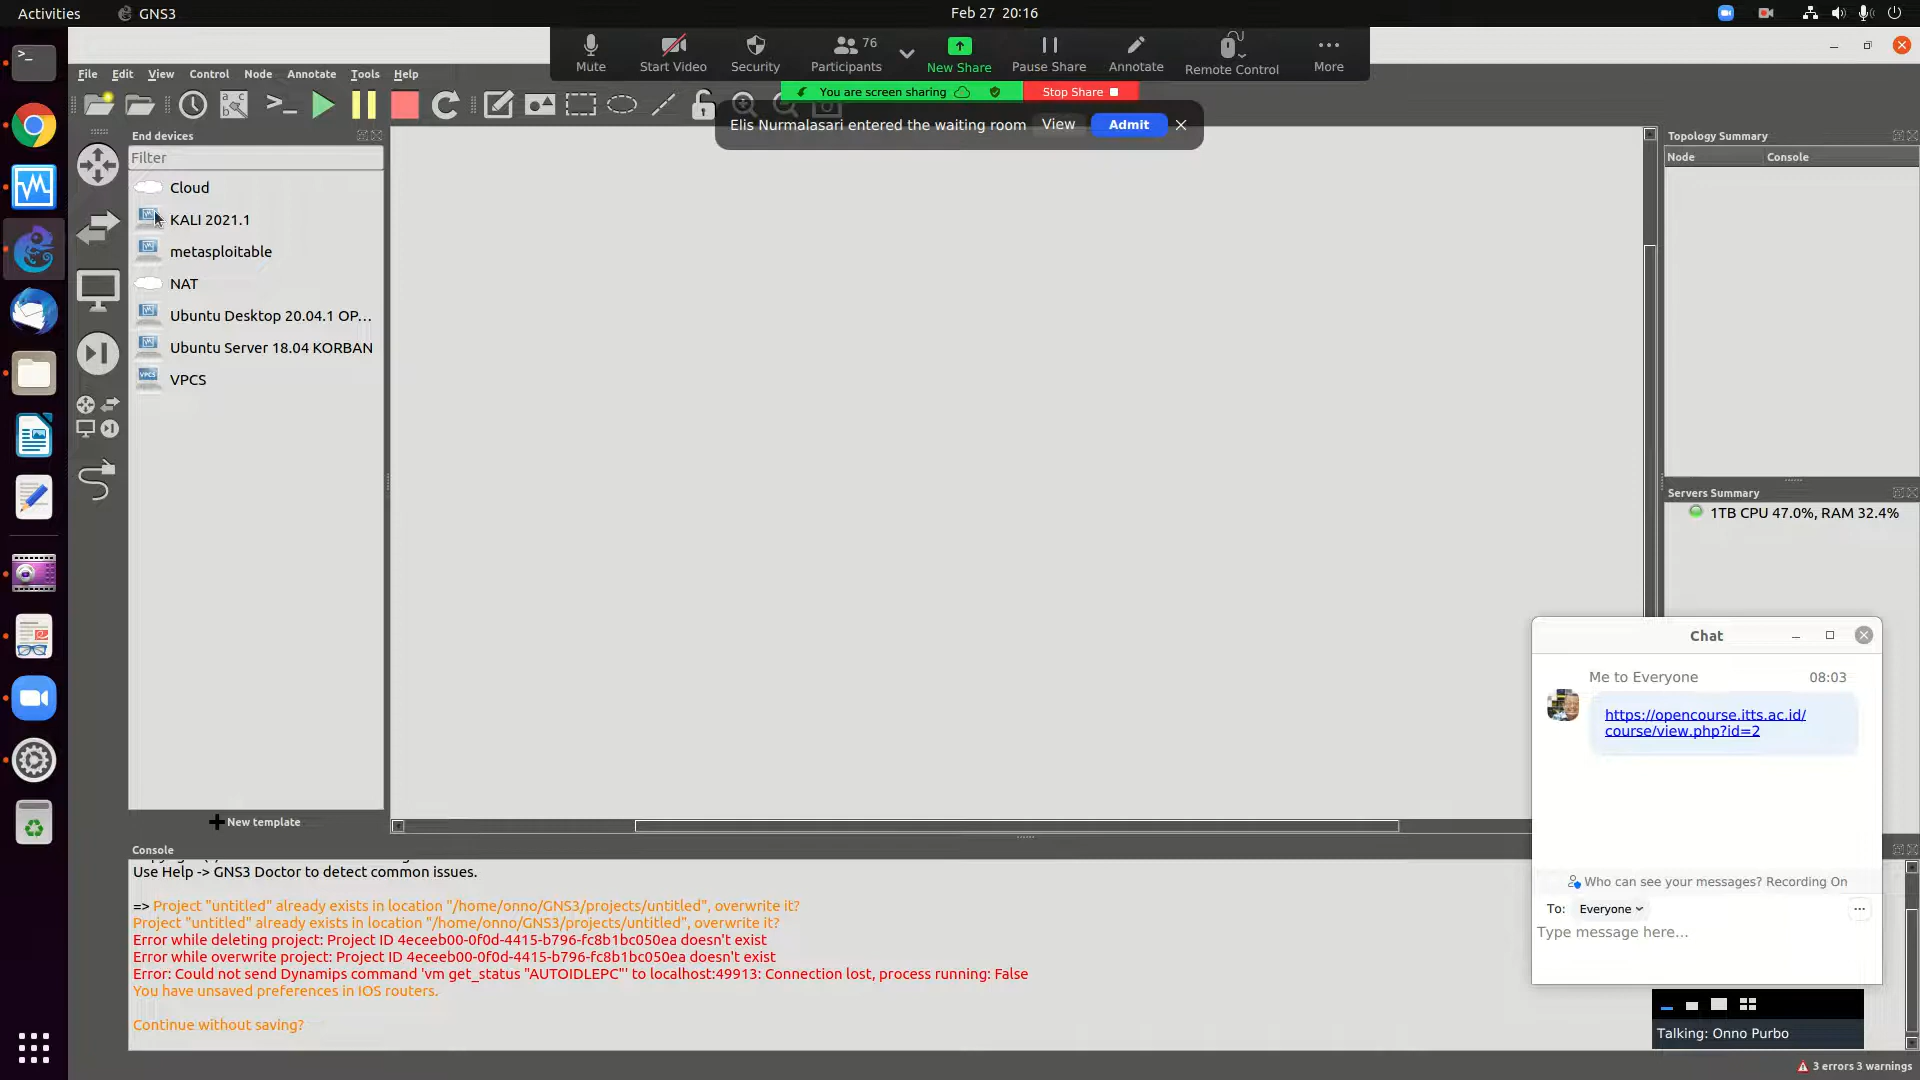 Activities
GNS3
Feb 27 20:16
Mute
Start Video
Security
Participants
76
New Share
Pause Share
Annotate
Remote Control
More
You are screen sharing
Stop Share
Elis Nurmalasari entered the waiting room
View
Admit
File Edit View Control Node Annotate Tools Help
End devices
Filter
Cloud
KALI 2021.1
metasploitable
NAT
Ubuntu Desktop 20.04.1 OP...
Ubuntu Server 18.04 KORBAN
VPCS
New template
Topology Summary
Node Console
Servers Summary
1TB CPU 47.0%, RAM 32.4%
Chat
Me to Everyone 08:03
https://opencourse.itts.ac.id/
course/view.php?id=2
Who can see your messages? Recording On
To: Everyone
Type message here...
Console
Use Help -> GNS3 Doctor to detect common issues.
=> Project "untitled" already exists in location "/home/onno/GNS3/projects/untitled", overwrite it?
Project "untitled" already exists in location "/home/onno/GNS3/projects/untitled", overwrite it?
Error while deleting project: Project ID 4eceeb00-0f0d-4415-b796-fc8b1bc050ea doesn't exist
Error while overwrite project: Project ID 4eceeb00-0f0d-4415-b796-fc8b1bc050ea doesn't exist
Error: Could not send Dynamips command 'vm get_status "AUTOIDLEPC"' to localhost:49913: Connection lost, process running: False
You have unsaved preferences in IOS routers.
Continue without saving?
Talking: Onno Purbo
3 errors 3 warnings